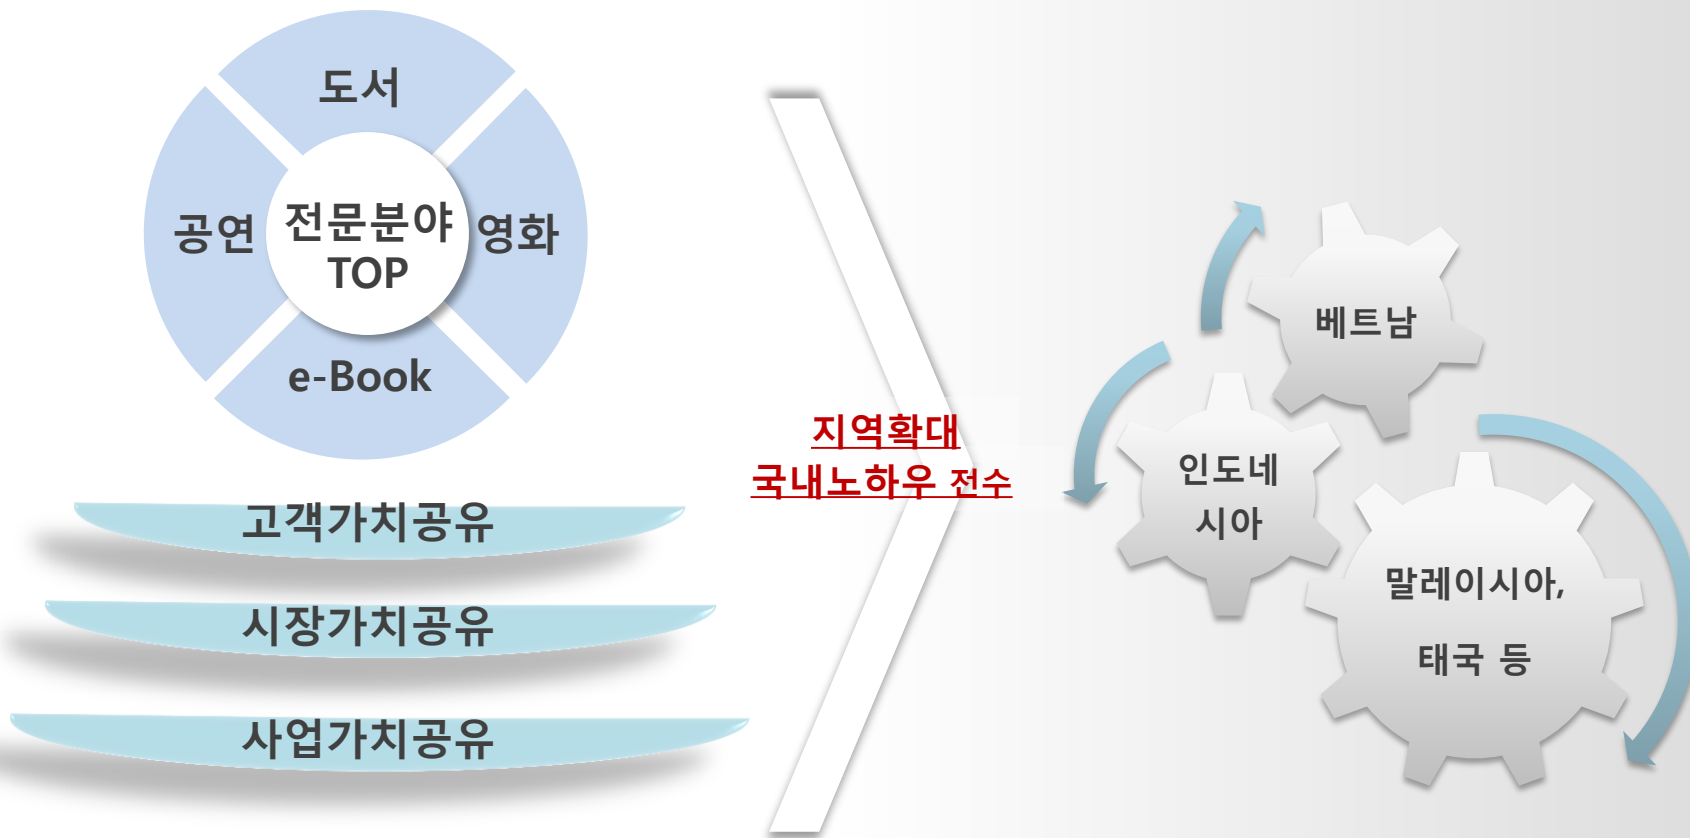 도서
공연
전문분야
TOP
영화
e-Book
고객가치공유
시장가치공유
사업가치공유
지역확대
국내노하우 전수
베트남
인도네
시아
말레이시아,
태국 등